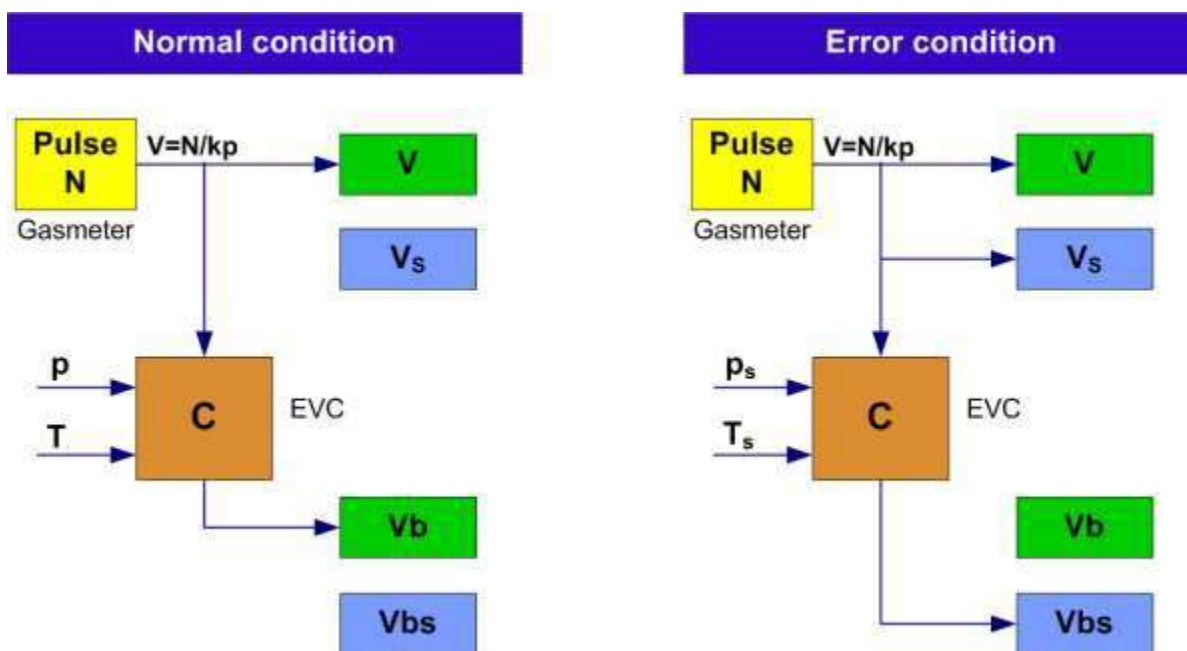 Normal condition
Pulse
N
V=N/kp
V
Gasmeter
Vs
p
T
C
EVC
Vb
Vbs
Error condition
Pulse
N
V=N/kp
V
Gasmeter
Vs
ps
Ts
C
EVC
Vb
Vbs